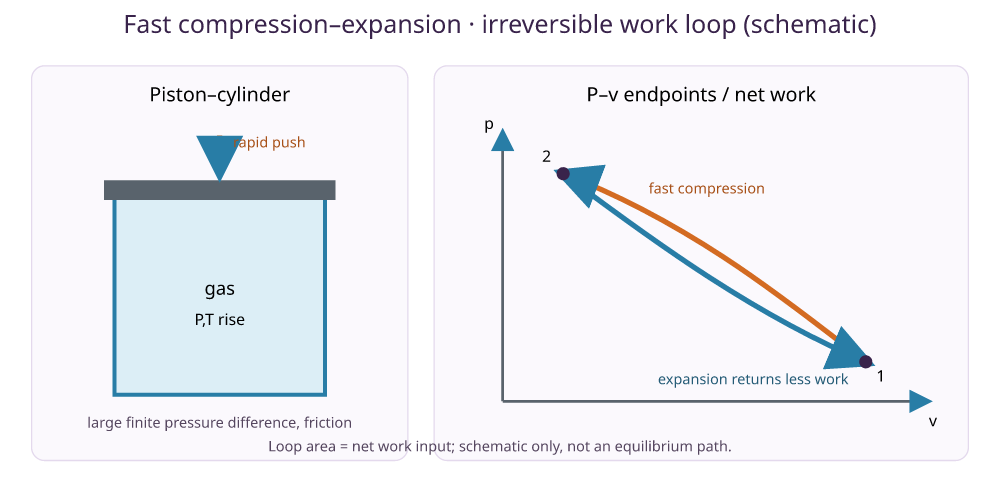 Fast compression–expansion · irreversible work loop (schematic)
Piston–cylinder
rapid push
gas
P,T rise
large finite pressure difference, friction
P–v endpoints / net work
p
2
fast compression
expansion returns less work
1
v
Loop area = net work input; schematic only, not an equilibrium path.